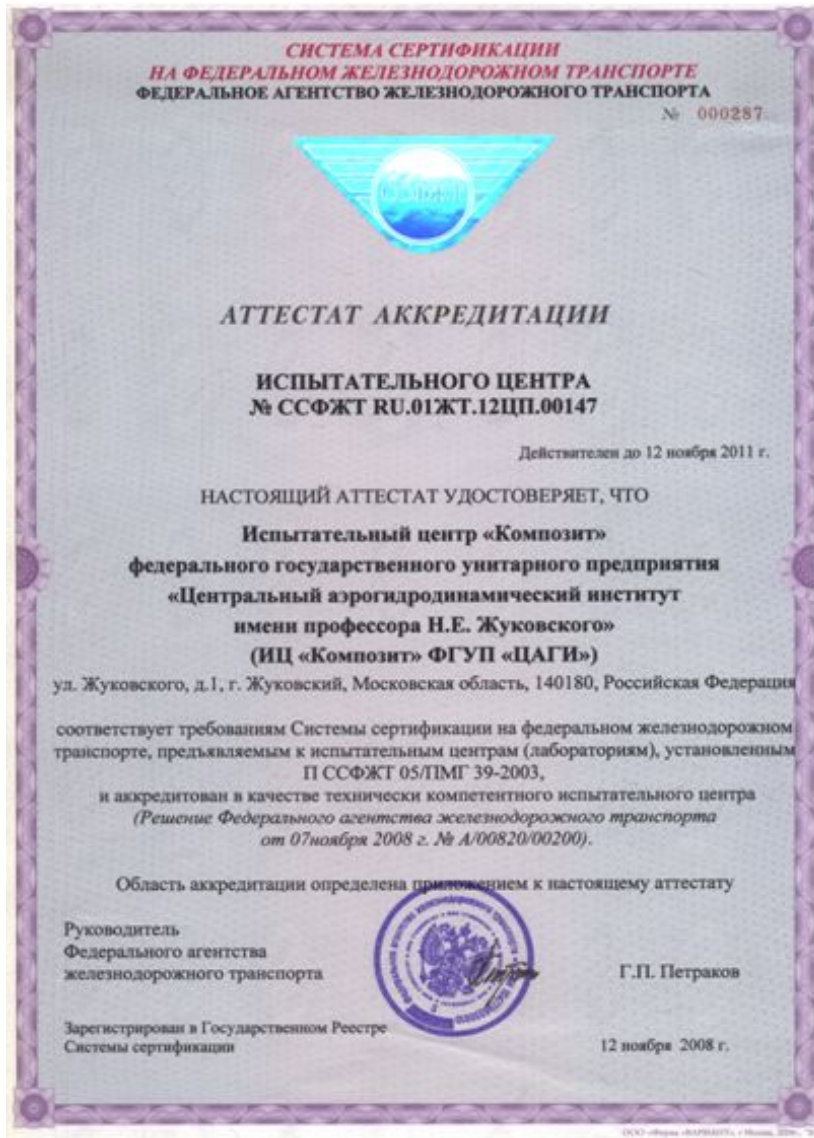 СИСТЕМА СЕРТИФИКАЦИИ
НА ФЕДЕРАЛЬНОМ ЖЕЛЕЗНОДОРОЖНОМ ТРАНСПОРТЕ
ФЕДЕРАЛЬНОЕ АГЕНТСТВО ЖЕЛЕЗНОДОРОЖНОГО ТРАНСПОРТА
№ 000287
АТТЕСТАТ АККРЕДИТАЦИИ
ИСПЫТАТЕЛЬНОГО ЦЕНТРА
№ ССФЖТ RU.01ЖТ.12ЦП.00147
Действителен до 12 ноября 2011 г.
НАСТОЯЩИЙ АТТЕСТАТ УДОСТОВЕРЯЕТ, ЧТО
Испытательный центр «Композит»
федерального государственного унитарного предприятия
«Центральный аэрогидродинамический институт
имени профессора Н.Е. Жуковского»
(ИЦ «Композит» ФГУП «ЦАГИ»)
ул. Жуковского, д.1, г. Жуковский, Московская область, 140180, Российская Федерация
соответствует требованиям Системы сертификации на федеральном железнодорожном
транспорте, предъявляемым к испытательным центрам (лабораториям), установленным
П ССФЖТ 05/ПМГ 39-2003,
и аккредитован в качестве технически компетентного испытательного центра
(Решение Федерального агентства железнодорожного транспорта
от 07ноября 2008 г. № А/00820/00200).
Область аккредитации определена приложением к настоящему аттестату
Руководитель
Федерального агентства
железнодорожного транспорта
Г.П. Петраков
Зарегистрирован в Государственном Реестре
Системы сертификации
12 ноября 2008 г.